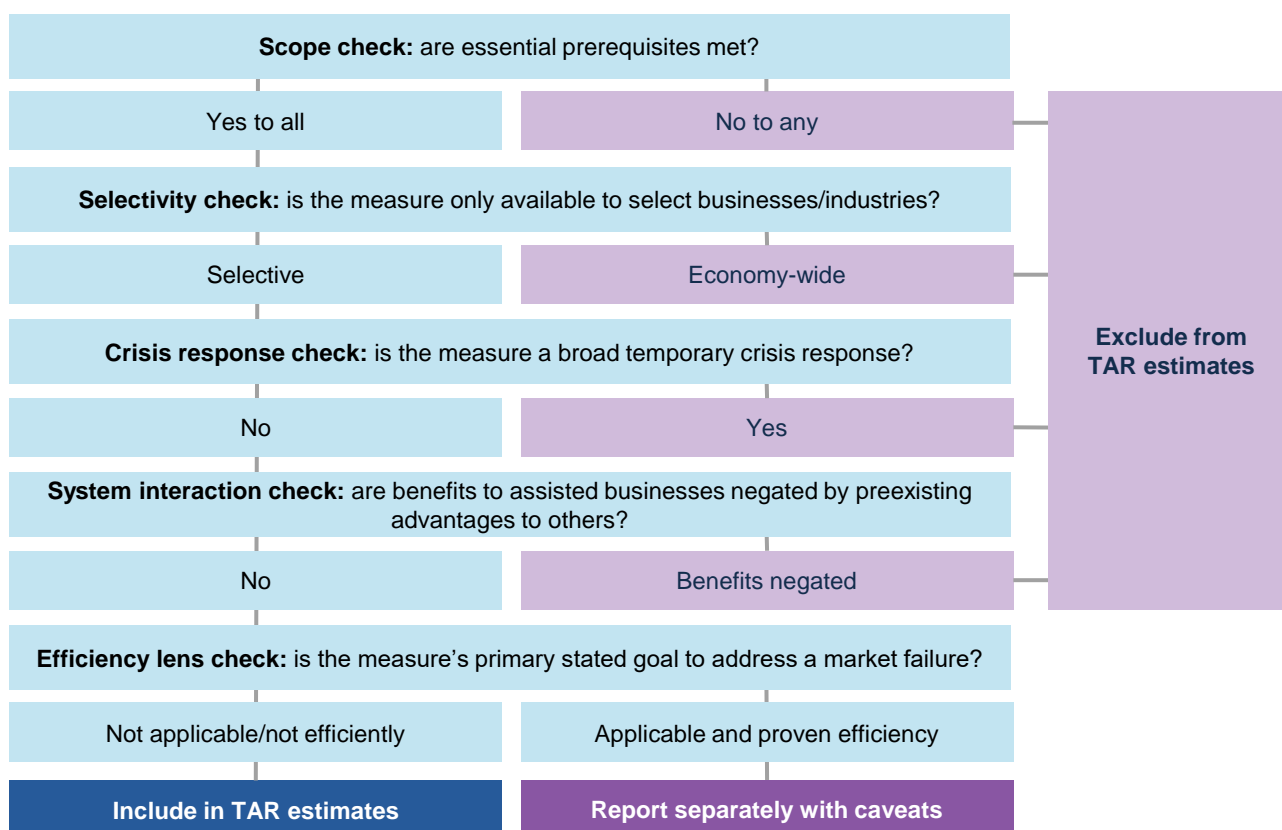 Scope check: are essential prerequisites met?
Yes to all
No to any
Selectivity check: is the measure only available to select businesses/industries?
Selective
Economy-wide
Crisis response check: is the measure a broad temporary crisis response?
Exclude from
TAR estimates
No
Yes
System interaction check: are benefits to assisted businesses negated by preexisting
advantages to others?
No
Benefits negated
Efficiency lens check: is the measure’s primary stated goal to address a market failure?
Not applicable/not efficiently
Applicable and proven efficiency
Include in TAR estimates
Report separately with caveats